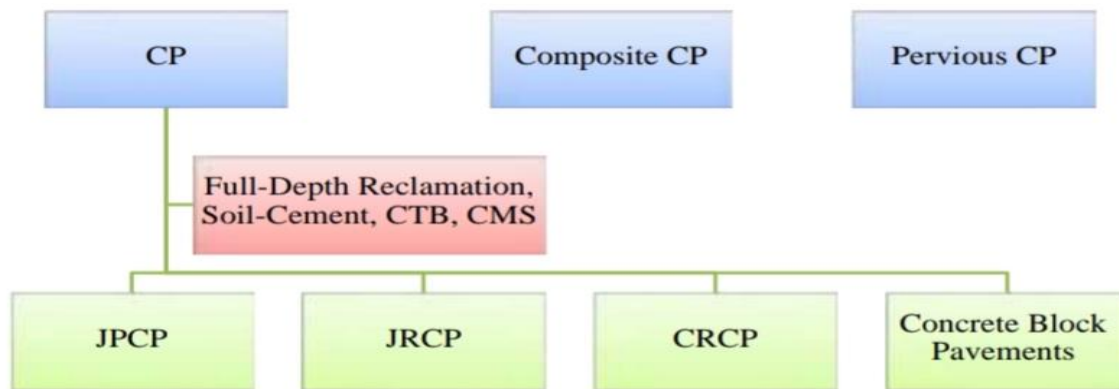 CP
Composite CP
Pervious CP
Full-Depth Reclamation,
Soil-Cement, CTB, CMS
JPCP
JRCP
CRCP
Concrete Block
Pavements